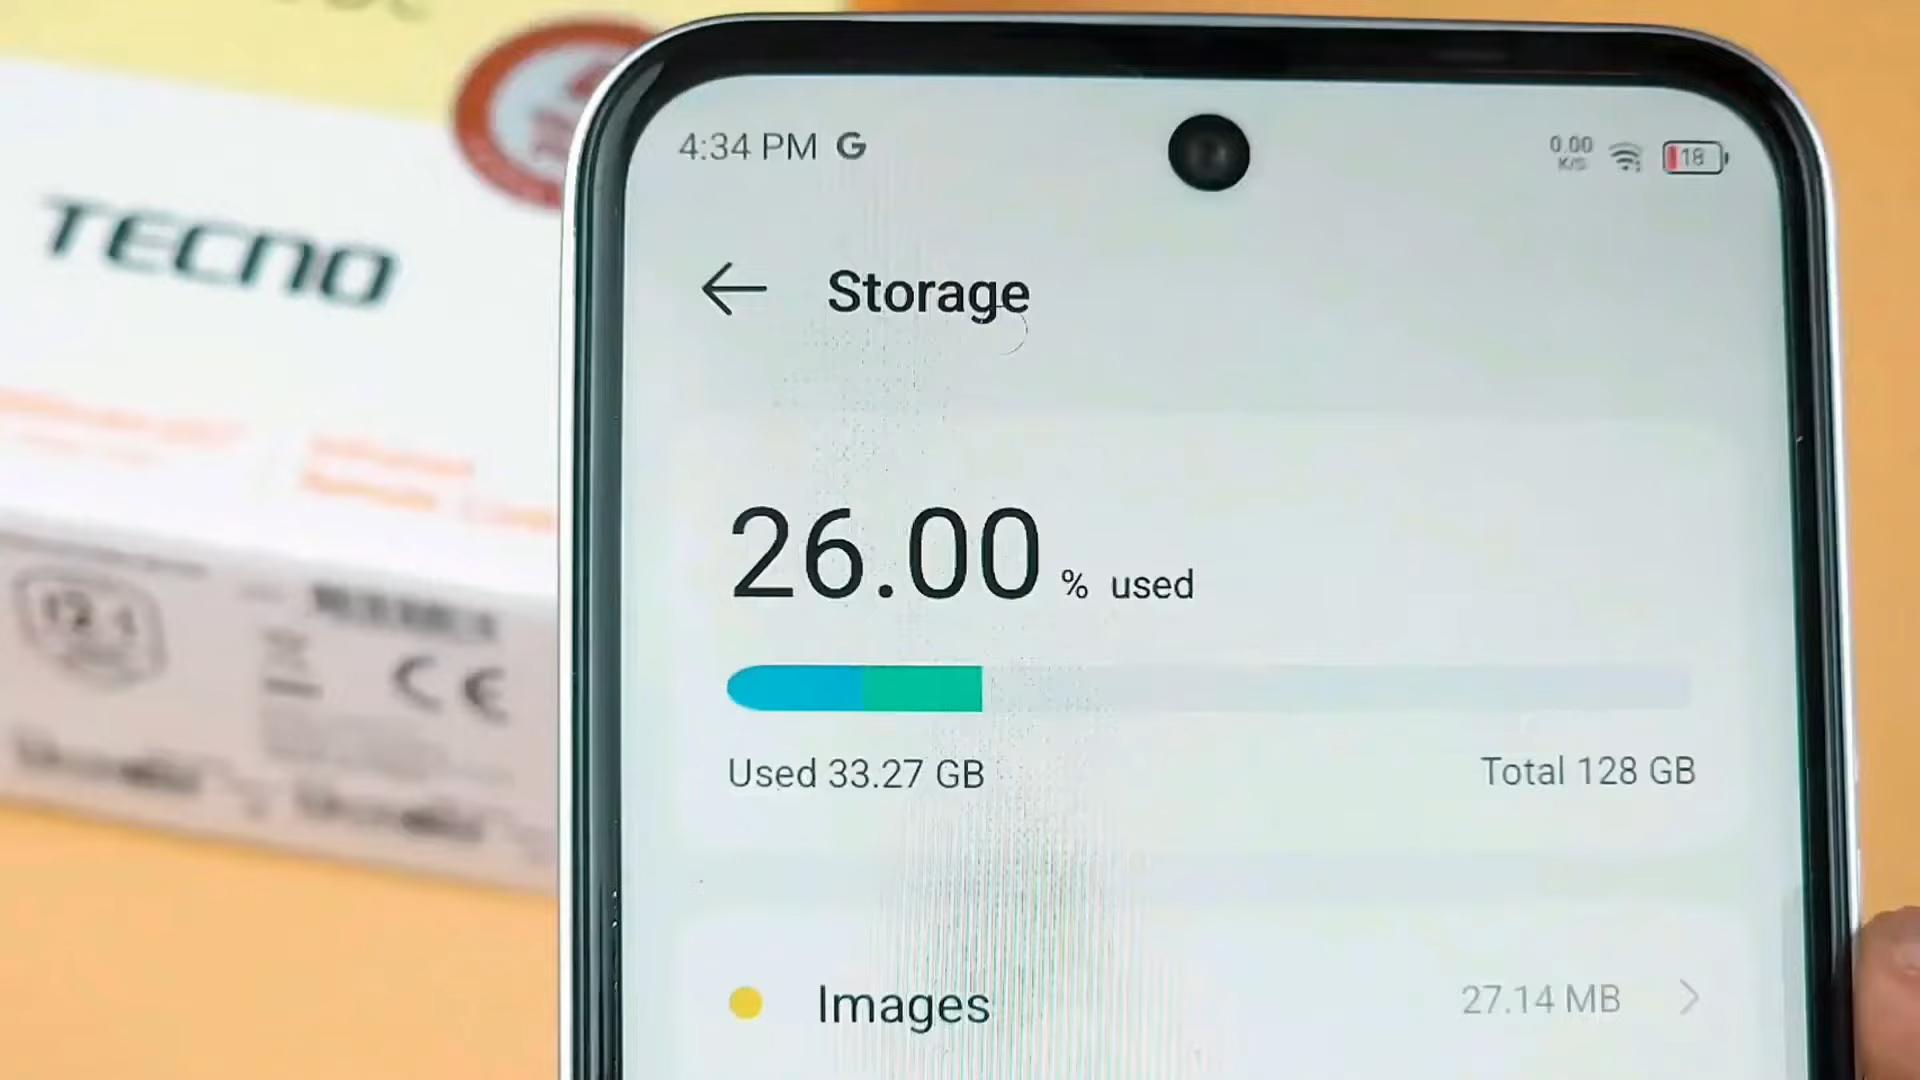 TECNO
4:34 PM G
0.00
K/S
18
Storage
26.00 % used
Used 33.27 GB
Total 128 GB
Images
27.14 MB
CE